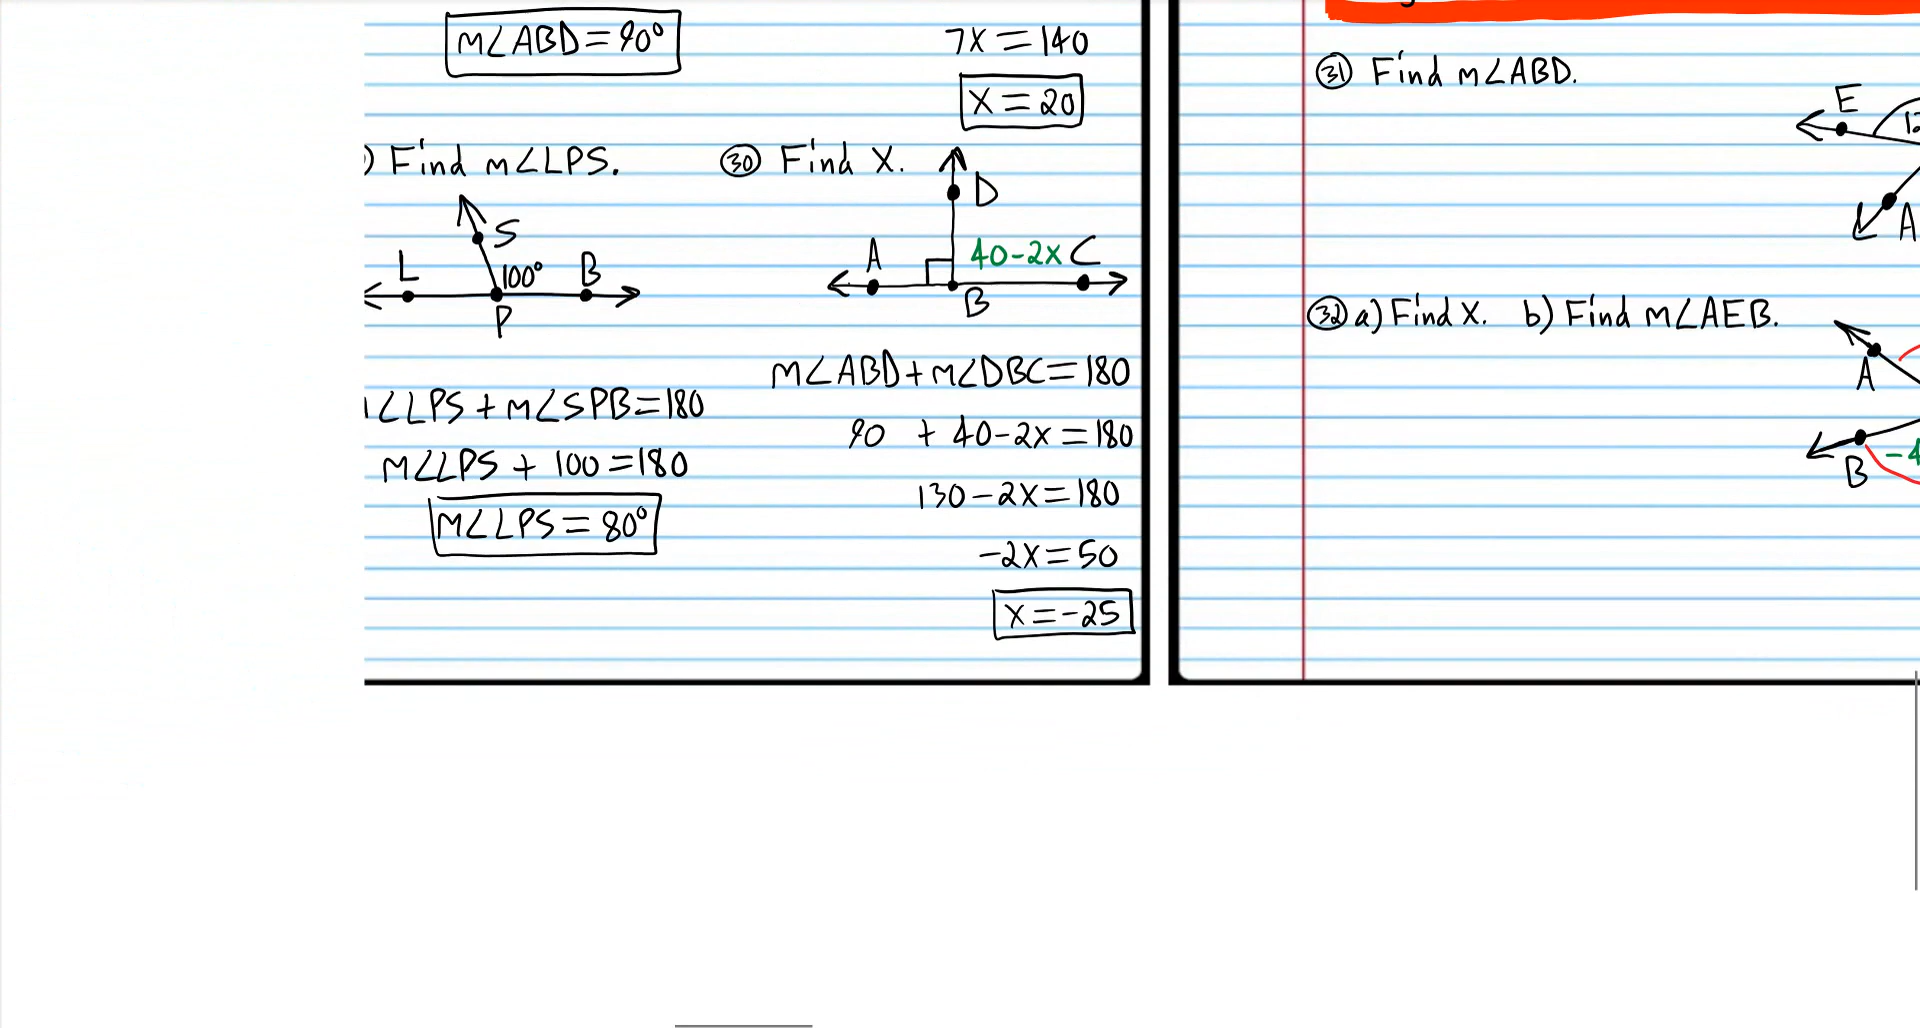 m∠ABD=90°
7x=140
x=20
) Find m∠LPS.
S
L
100°
B
P
∠LPS + m∠SPB=180
m∠LPS + 100=180
m∠LPS = 80°
30 Find x.
D
A
40-2x
C
B
m∠ABD+m∠DBC=180
90 + 40-2x=180
130-2x=180
-2x=50
x=-25
31 Find m∠ABD.
E
A
32 a) Find x. b) Find m∠AEB.
A
B
-4